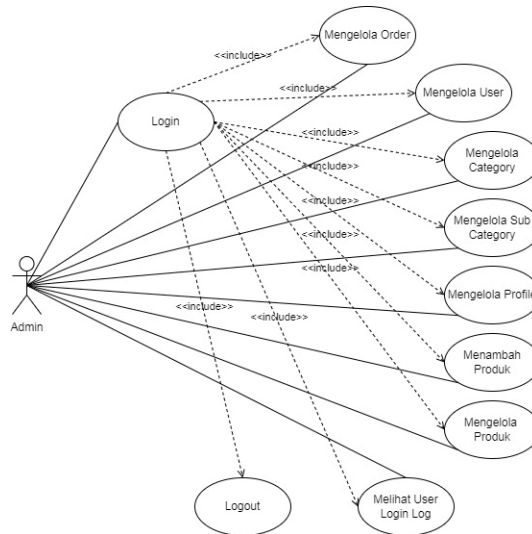 Mengelola Order
<<include>>
Mengelola User
<<include>>
Login
<<include>>
Mengelola
Category
<<include>>
Mengelola Sub
Category
<<include>>
<<include>>
Mengelola Profile
<<include>>
<<include>>
Admin
Menambah
Produk
Mengelola
Produk
Logout
Melihat User
Login Log